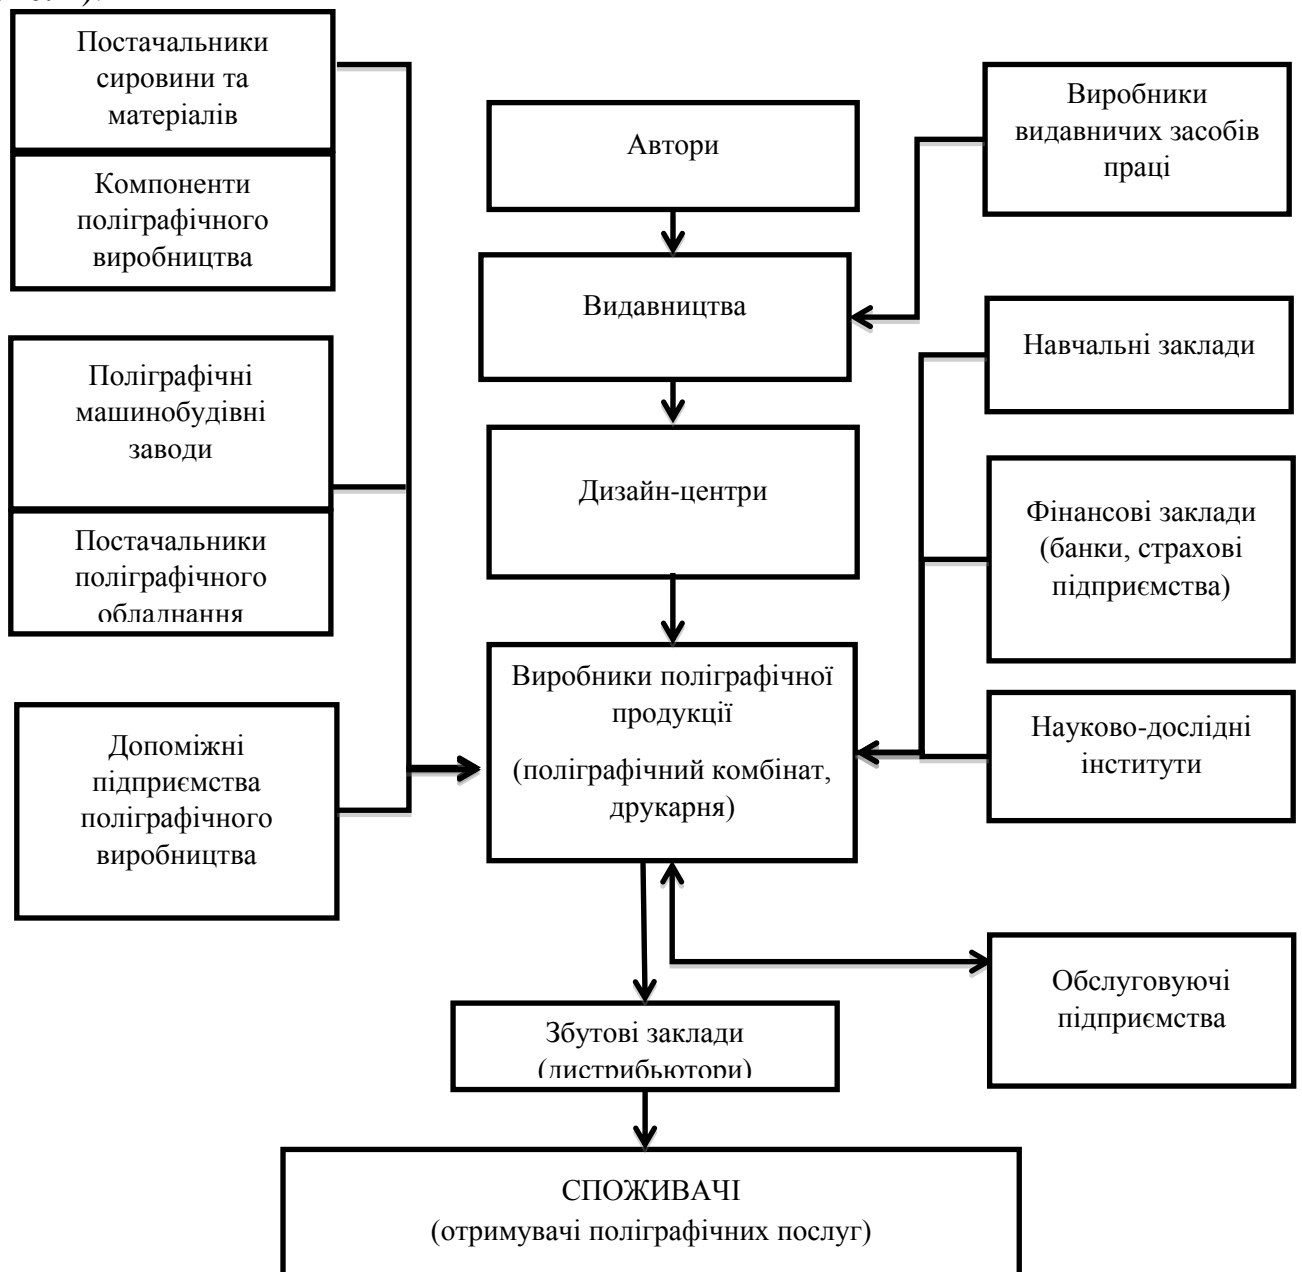 Постачальники
сировини та
матеріалів
Компоненти
поліграфічного
виробництва
Поліграфічні
машинобудівні
заводи
Постачальники
поліграфічного
обладнання
Допоміжні
підприємства
поліграфічного
виробництва
Автори
Видавництва
Дизайн-центри
Виробники поліграфічної
продукції
(поліграфічний комбінат,
друкарня)
Збутові заклади
(дистрибьютори)
СПОЖИВАЧІ
(отримувачі поліграфічних послуг)
Виробники
видавничих засобів
праці
Навчальні заклади
Фінансові заклади
(банки, страхові
підприємства)
Науково-дослідні
інститути
Обслуговуючі
підприємства